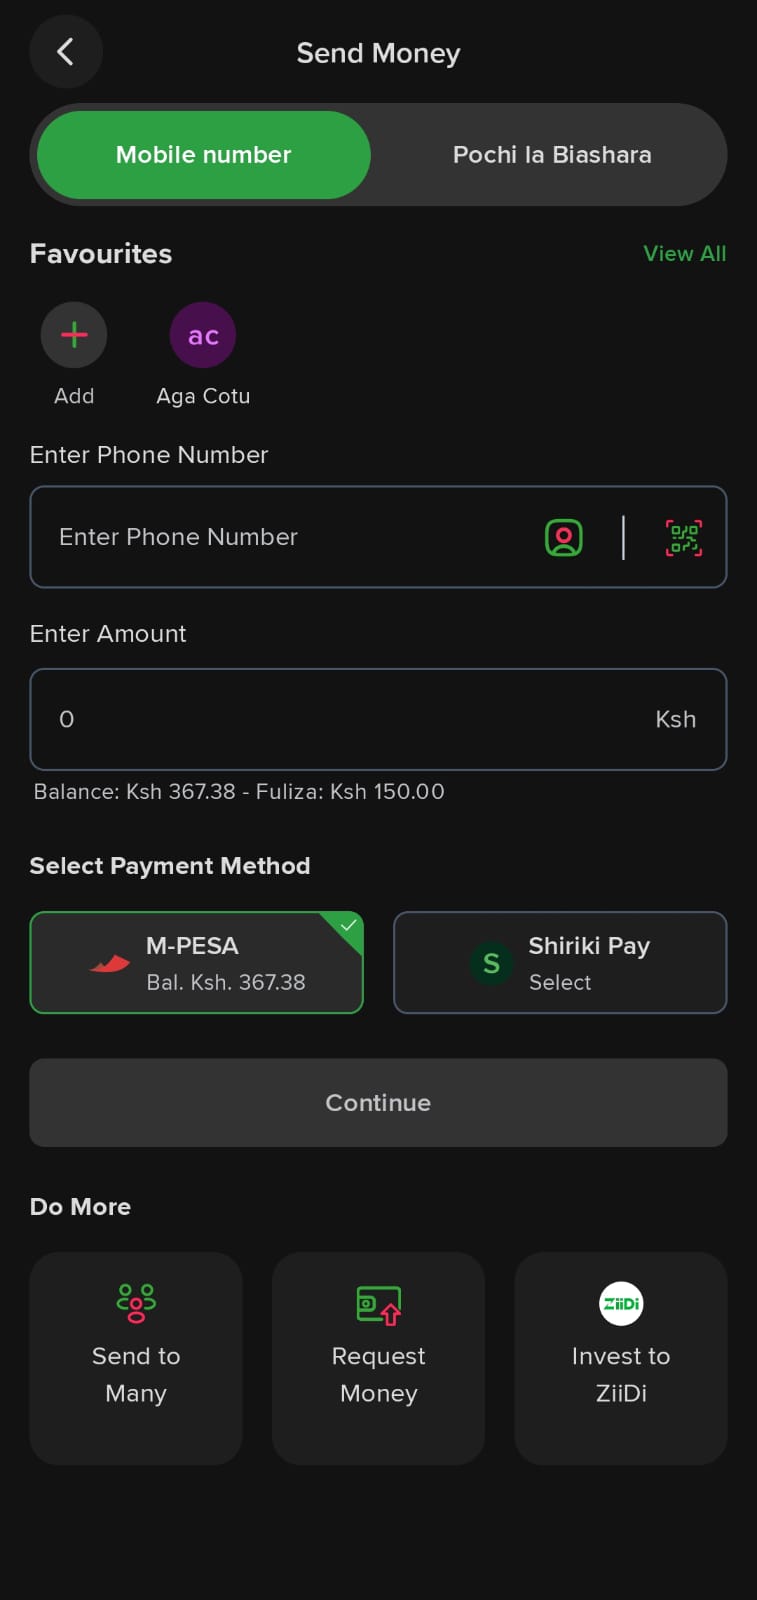 Send Money
Mobile number
Pochi la Biashara
Favourites
View All
ac
Add
Aga Cotu
Enter Phone Number
Enter Phone Number
Enter Amount
0
Ksh
Balance: Ksh 367.38 - Fuliza: Ksh 150.00
Select Payment Method
M-PESA
Bal. Ksh. 367.38
S
Shiriki Pay
Select
Continue
Do More
Send to
Many
Request
Money
ZiiDi
Invest to
ZiiDi